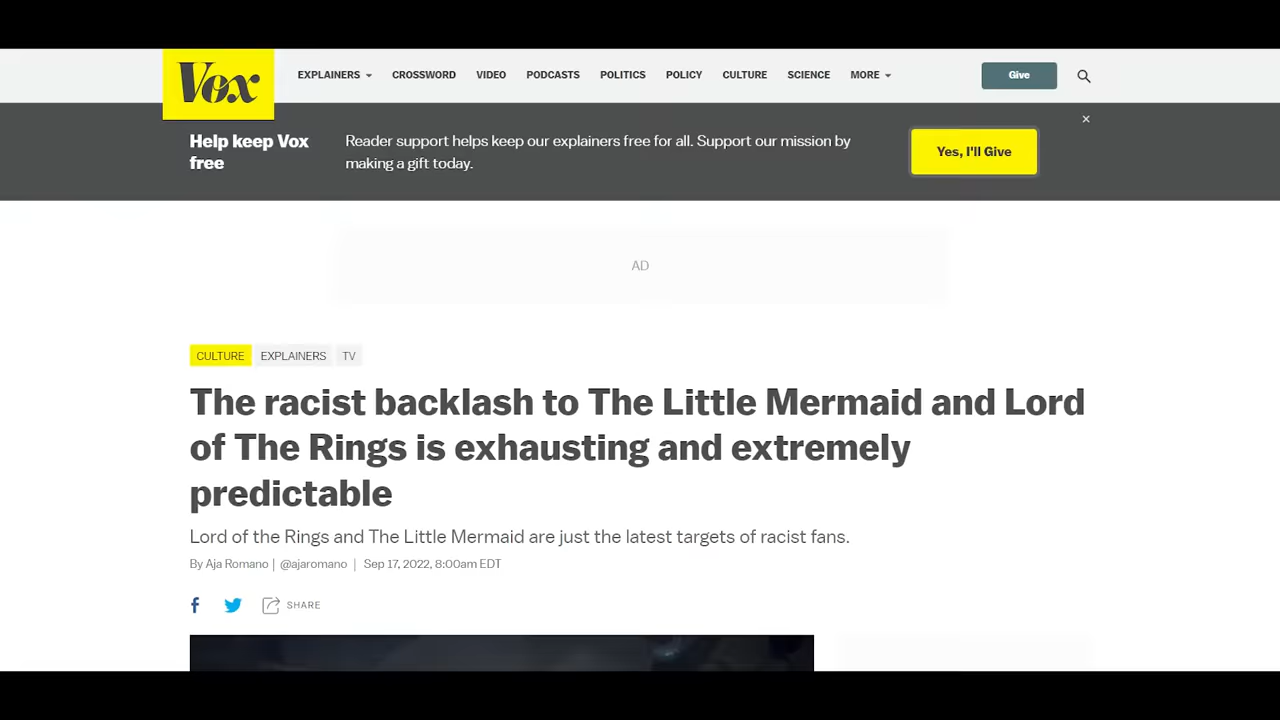 Vox
EXPLAINERS CROSSWORD VIDEO PODCASTS POLITICS POLICY CULTURE SCIENCE MORE Give
Help keep Vox
free
Reader support helps keep our explainers free for all. Support our mission by
making a gift today.
Yes, I'll Give
×
AD
CULTURE EXPLAINERS TV
The racist backlash to The Little Mermaid and Lord
of The Rings is exhausting and extremely
predictable
Lord of the Rings and The Little Mermaid are just the latest targets of racist fans.
By Aja Romano | @ajaromano | Sep 17, 2022, 8:00am EDT
SHARE